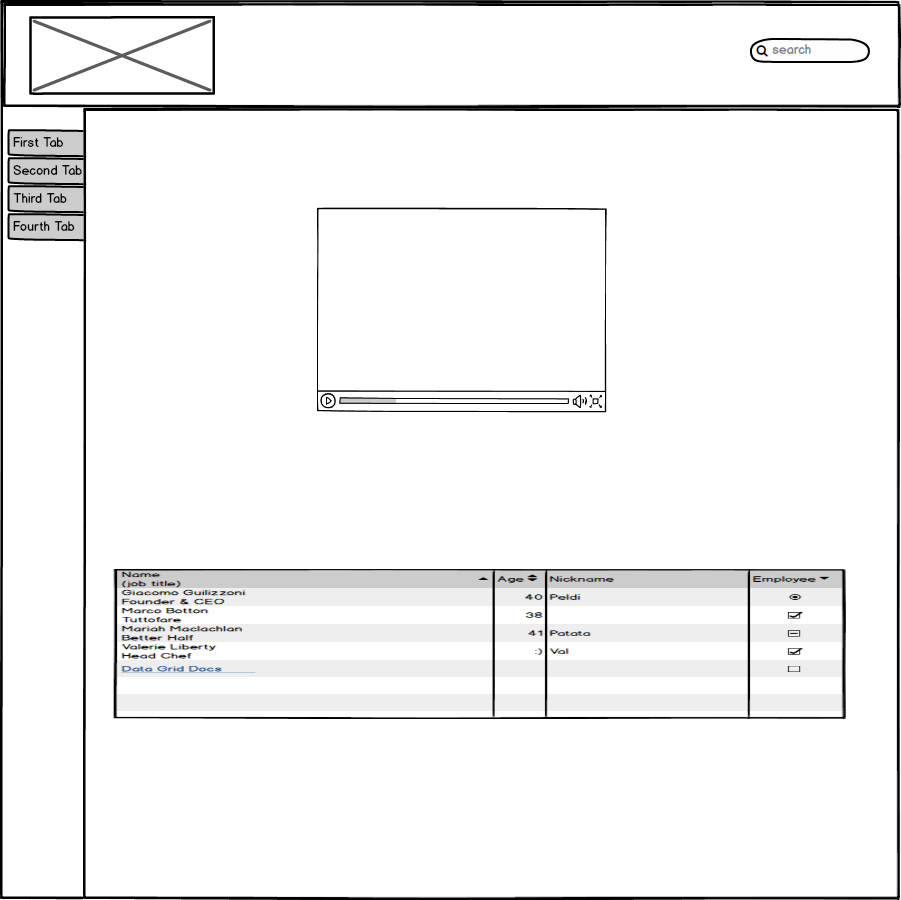 search
First Tab
Second Tab
Third Tab
Fourth Tab
Name
(job title)
Age
Nickname
Employee
Giacomo Guilizzoni
Founder & CEO
40
Peldi
Marco Botton
Tuttofare
38
Mariah Maclachlan
Better Half
41
Patata
Valerie Liberty
Head Chef
:)
Val
Data Grid Docs